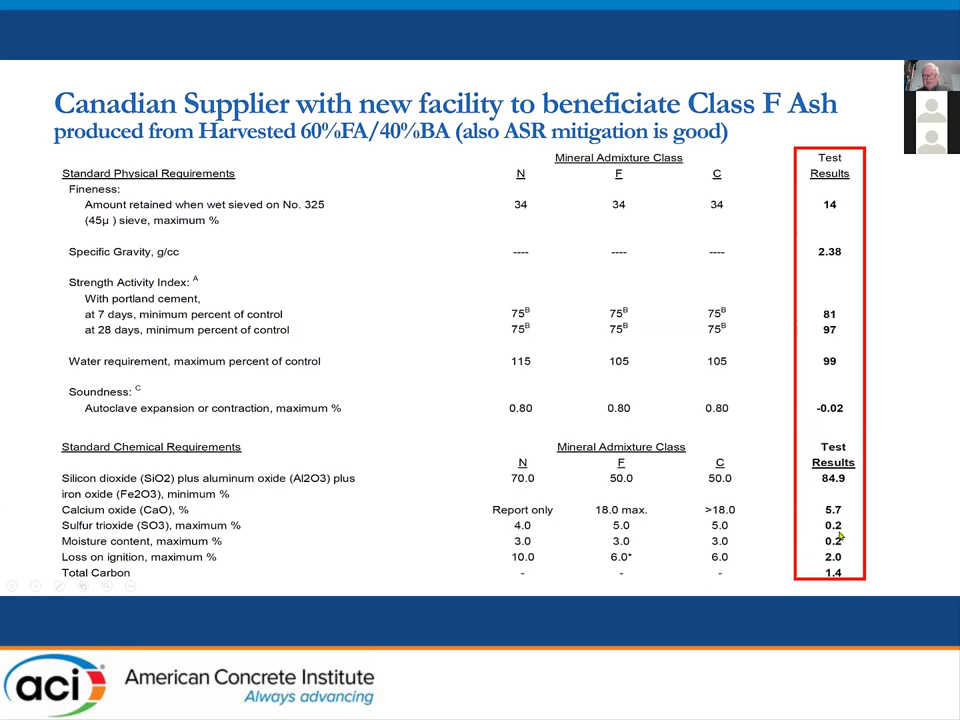 Canadian Supplier with new facility to beneficiate Class F Ash
produced from Harvested 60%FA/40%BA (also ASR mitigation is good)
Mineral Admixture Class Test
Standard Physical Requirements N F C Results
Fineness:
Amount retained when wet sieved on No. 325 34 34 34 14
(45µ ) sieve, maximum %
Specific Gravity, g/cc ---- ---- ---- 2.38
Strength Activity Index: A
With portland cement,
at 7 days, minimum percent of control 75B 75B 75B 81
at 28 days, minimum percent of control 75B 75B 75B 97
Water requirement, maximum percent of control 115 105 105 99
Soundness: C
Autoclave expansion or contraction, maximum % 0.80 0.80 0.80 -0.02
Standard Chemical Requirements Mineral Admixture Class Test
N F C Results
Silicon dioxide (SiO2) plus aluminum oxide (Al2O3) plus 70.0 50.0 50.0 84.9
iron oxide (Fe2O3), minimum %
Calcium oxide (CaO), % Report only 18.0 max. >18.0 5.7
Sulfur trioxide (SO3), maximum % 4.0 5.0 5.0 0.2
Moisture content, maximum % 3.0 3.0 3.0 0.2
Loss on ignition, maximum % 10.0 6.0* 6.0 2.0
Total Carbon - - - 1.4
aci American Concrete Institute
Always advancing